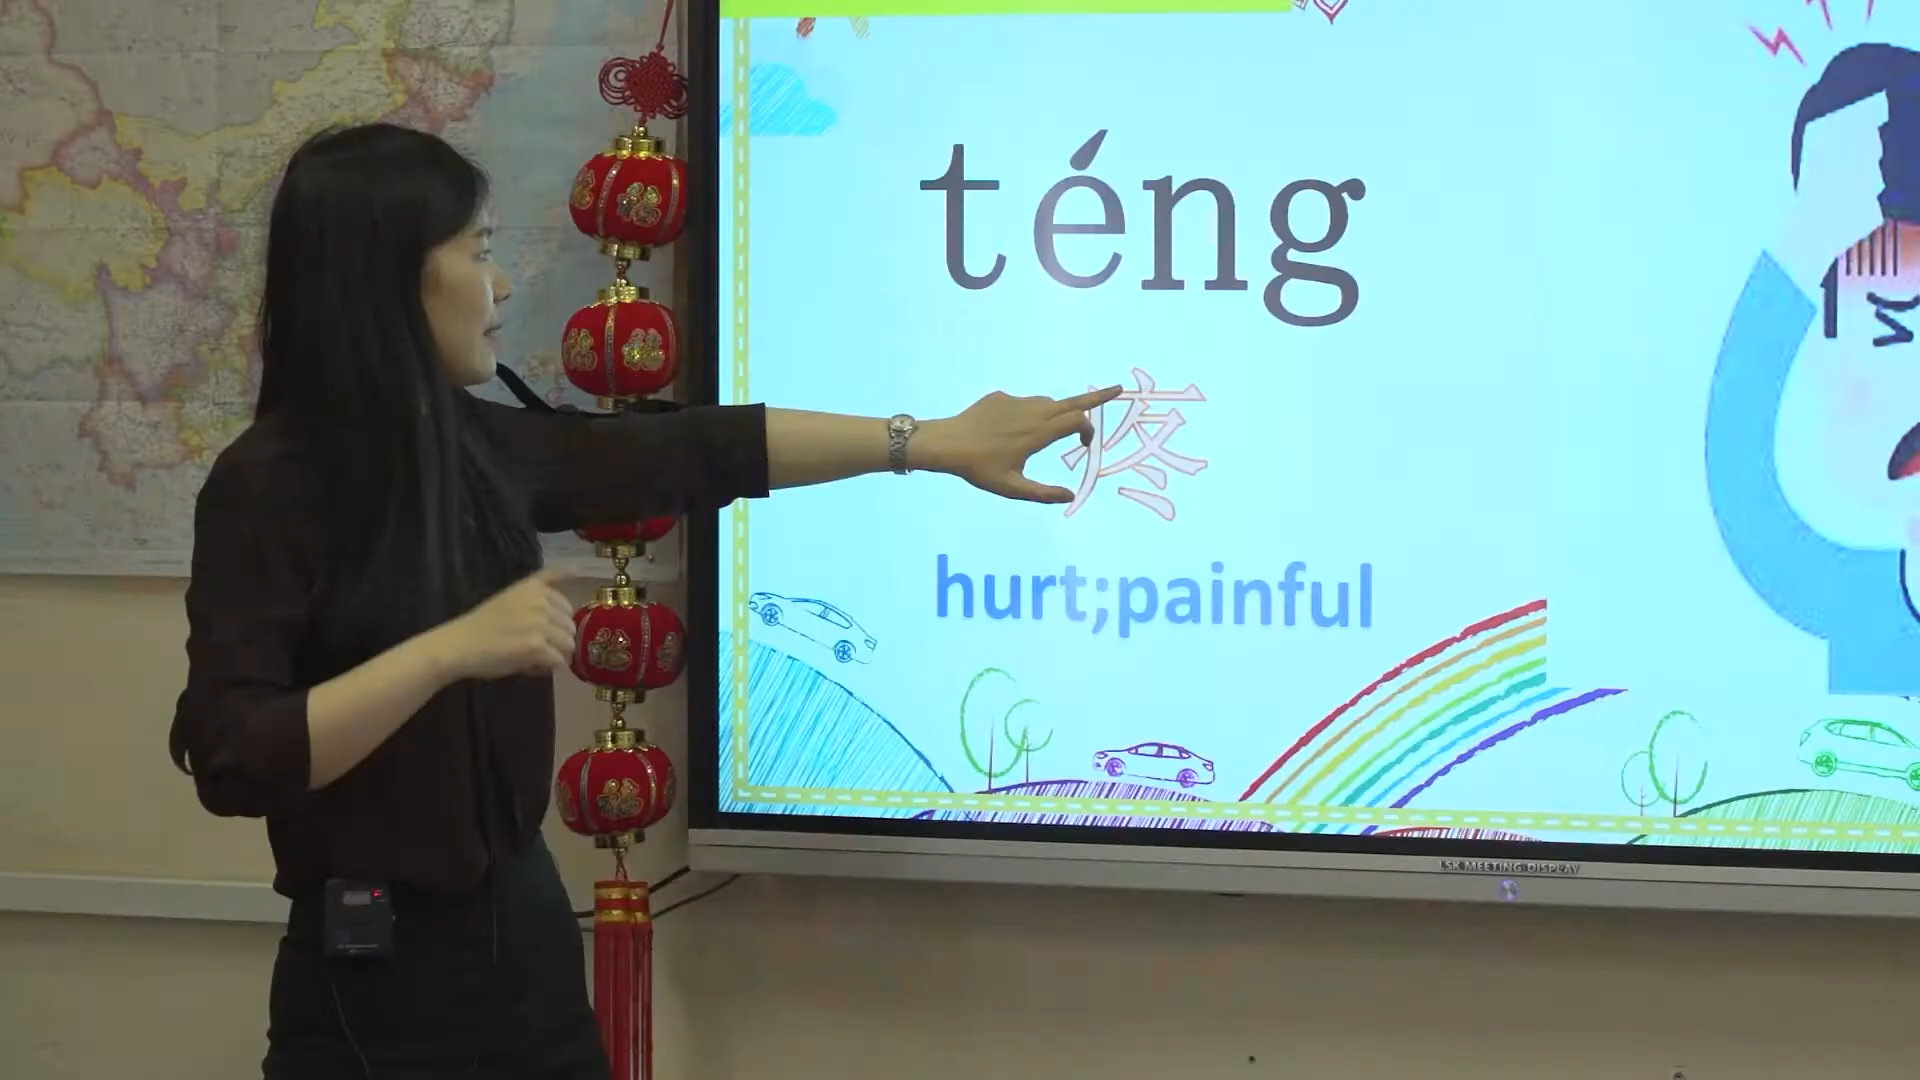 téng
疼
hurt;painful
LSK MEETING DISPLAY